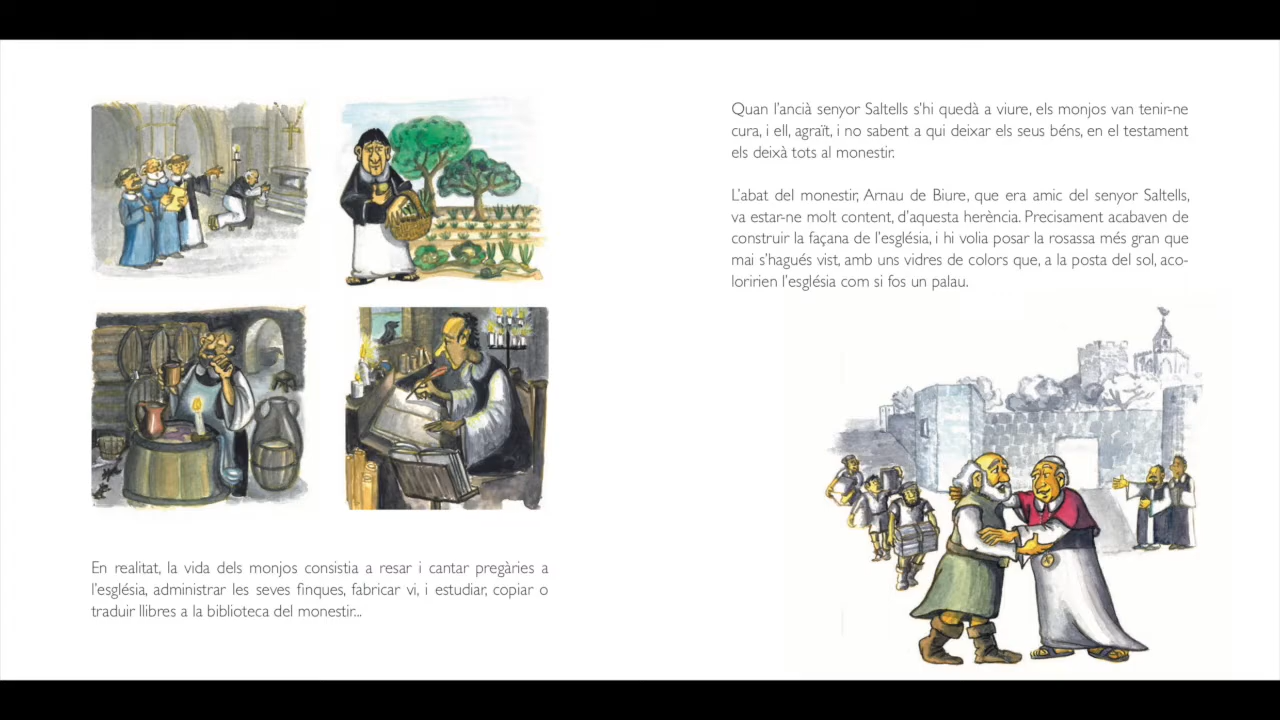 En realitat, la vida dels monjos consistia a resar i cantar pregàries a
l'església, administrar les seves finques, fabricar vi, i estudiar, copiar o
traduir llibres a la biblioteca del monestir...
Quan l'ancià senyor Saltells s'hi quedà a viure, els monjos van tenir-ne
cura, i ell, agraït, i no sabent a qui deixar els seus béns, en el testament
els deixà tots al monestir.
L'abat del monestir, Arnau de Biure, que era amic del senyor Saltells,
va estar-ne molt content, d'aquesta herència. Precisament acabaven de
construir la façana de l'església, i hi volia posar la rosassa més gran que
mai s'hagués vist, amb uns vidres de colors que, a la posta del sol, aco-
loririen l'església com si fos un palau.